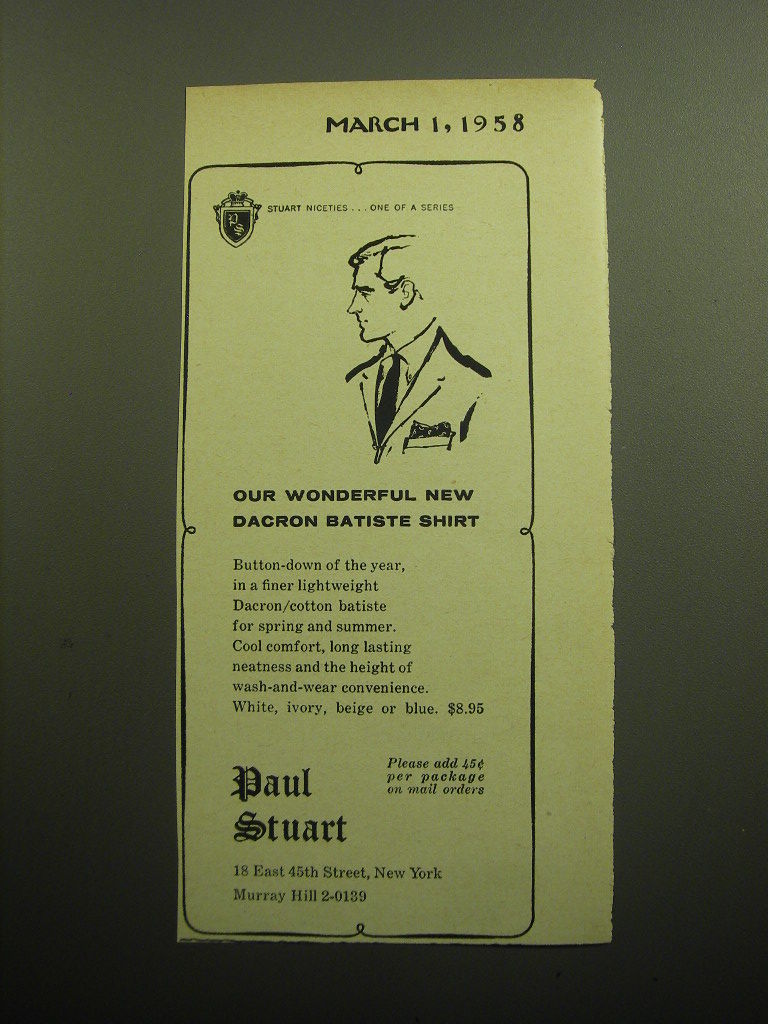 MARCH 1, 1958
PS
STUART NICETIES . . . ONE OF A SERIES
OUR WONDERFUL NEW
DACRON BATISTE SHIRT
Button-down of the year,
in a finer lightweight
Dacron/cotton batiste
for spring and summer.
Cool comfort, long lasting
neatness and the height of
wash-and-wear convenience.
White, ivory, beige or blue. $8.95
Please add 45¢
per package
on mail orders
Paul
Stuart
18 East 45th Street, New York
Murray Hill 2-0139